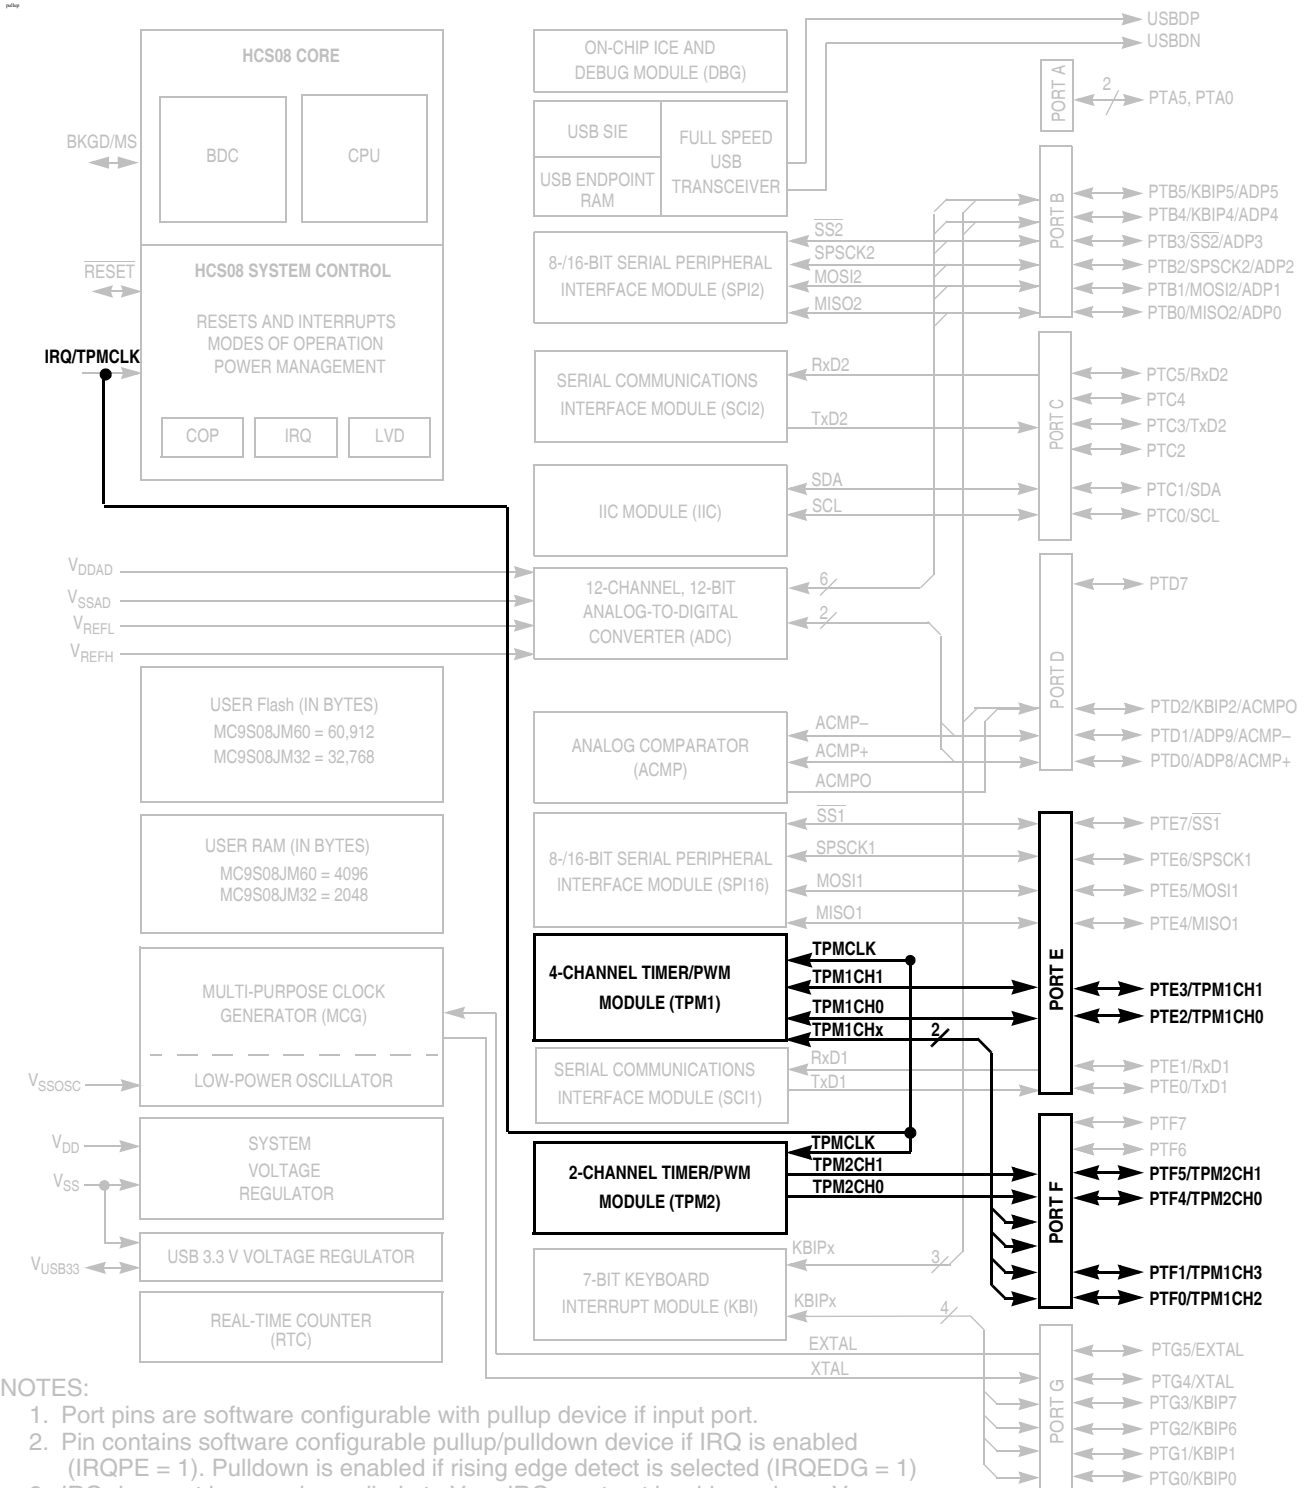 pullup
HCS08 CORE
BDC
CPU
BKGD/MS
RESET
HCS08 SYSTEM CONTROL
RESETS AND INTERRUPTS
MODES OF OPERATION
POWER MANAGEMENT
IRQ/TPMCLK
COP
IRQ
LVD
VDDAD
VSSAD
VREFL
VREFH
USER Flash (IN BYTES)
MC9S08JM60 = 60,912
MC9S08JM32 = 32,768
USER RAM (IN BYTES)
MC9S08JM60 = 4096
MC9S08JM32 = 2048
MULTI-PURPOSE CLOCK
GENERATOR (MCG)
LOW-POWER OSCILLATOR
VSSOSC
VDD
VSS
SYSTEM
VOLTAGE
REGULATOR
USB 3.3 V VOLTAGE REGULATOR
VUSB33
REAL-TIME COUNTER
(RTC)
ON-CHIP ICE AND
DEBUG MODULE (DBG)
USB SIE
USB ENDPOINT
RAM
FULL SPEED
USB
TRANSCEIVER
8-/16-BIT SERIAL PERIPHERAL
INTERFACE MODULE (SPI2)
SS2
SPSCK2
MOSI2
MISO2
SERIAL COMMUNICATIONS
INTERFACE MODULE (SCI2)
RxD2
TxD2
IIC MODULE (IIC)
SDA
SCL
12-CHANNEL, 12-BIT
ANALOG-TO-DIGITAL
CONVERTER (ADC)
6
2
ANALOG COMPARATOR
(ACMP)
ACMP–
ACMP+
ACMPO
8-/16-BIT SERIAL PERIPHERAL
INTERFACE MODULE (SPI16)
SS1
SPSCK1
MOSI1
MISO1
4-CHANNEL TIMER/PWM
MODULE (TPM1)
TPMCLK
TPM1CH1
TPM1CH0
TPM1CHx
2
SERIAL COMMUNICATIONS
INTERFACE MODULE (SCI1)
RxD1
TxD1
2-CHANNEL TIMER/PWM
MODULE (TPM2)
TPMCLK
TPM2CH1
TPM2CH0
7-BIT KEYBOARD
INTERRUPT MODULE (KBI)
KBIPx
3
KBIPx
4
EXTAL
XTAL
USBDP
USBDN
PORT A
2
PTA5, PTA0
PORT B
PTB5/KBIP5/ADP5
PTB4/KBIP4/ADP4
PTB3/SS2/ADP3
PTB2/SPSCK2/ADP2
PTB1/MOSI2/ADP1
PTB0/MISO2/ADP0
PORT C
PTC5/RxD2
PTC4
PTC3/TxD2
PTC2
PTC1/SDA
PTC0/SCL
PORT D
PTD7
PTD2/KBIP2/ACMPO
PTD1/ADP9/ACMP–
PTD0/ADP8/ACMP+
PORT E
PTE7/SS1
PTE6/SPSCK1
PTE5/MOSI1
PTE4/MISO1
PTE3/TPM1CH1
PTE2/TPM1CH0
PTE1/RxD1
PTE0/TxD1
PORT F
PTF7
PTF6
PTF5/TPM2CH1
PTF4/TPM2CH0
PTF1/TPM1CH3
PTF0/TPM1CH2
PORT G
PTG5/EXTAL
PTG4/XTAL
PTG3/KBIP7
PTG2/KBIP6
PTG1/KBIP1
PTG0/KBIP0
NOTES:
1. Port pins are software configurable with pullup device if input port.
2. Pin contains software configurable pullup/pulldown device if IRQ is enabled
(IRQPE = 1). Pulldown is enabled if rising edge detect is selected (IRQEDG = 1)